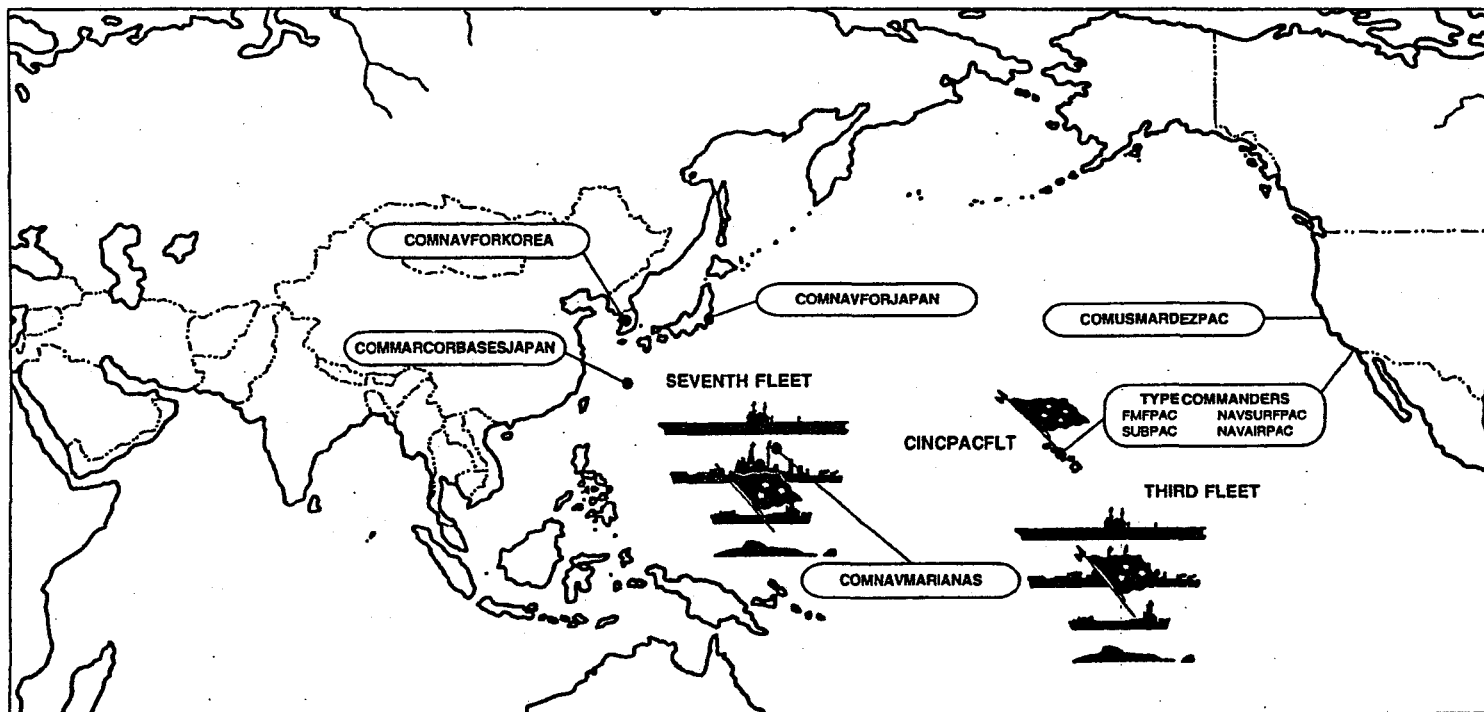 COMNAVFORKOREA
COMNAVFORJAPAN
COMUSMARDEZPAC
COMMARCORBASESJAPAN
SEVENTH FLEET
TYPE COMMANDERS
FMFPAC NAVSURFPAC
SUBPAC NAVAIRPAC
CINCPACFLT
THIRD FLEET
COMNAVMARIANAS